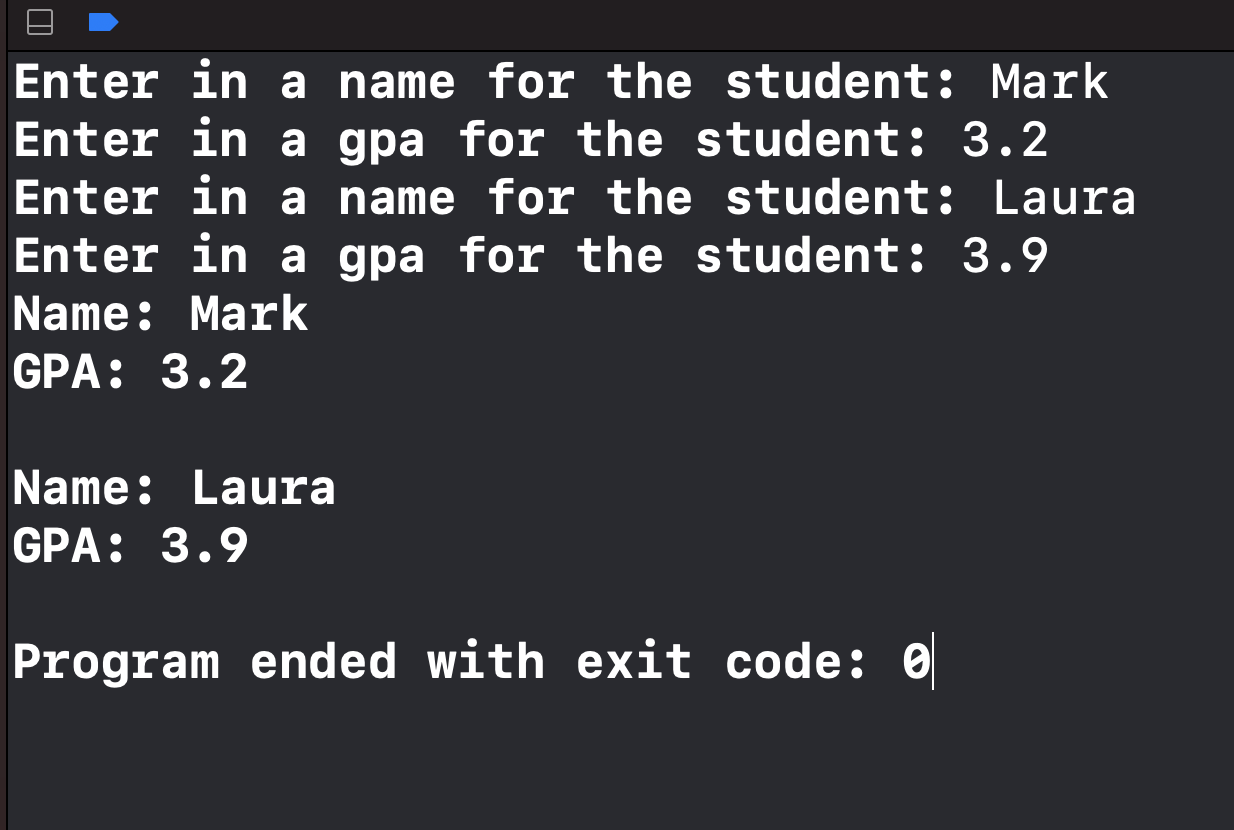 Enter in a name for the student: Mark
Enter in a gpa for the student: 3.2
Enter in a name for the student: Laura
Enter in a gpa for the student: 3.9
Name: Mark
GPA: 3.2
Name: Laura
GPA: 3.9
Program ended with exit code: 0